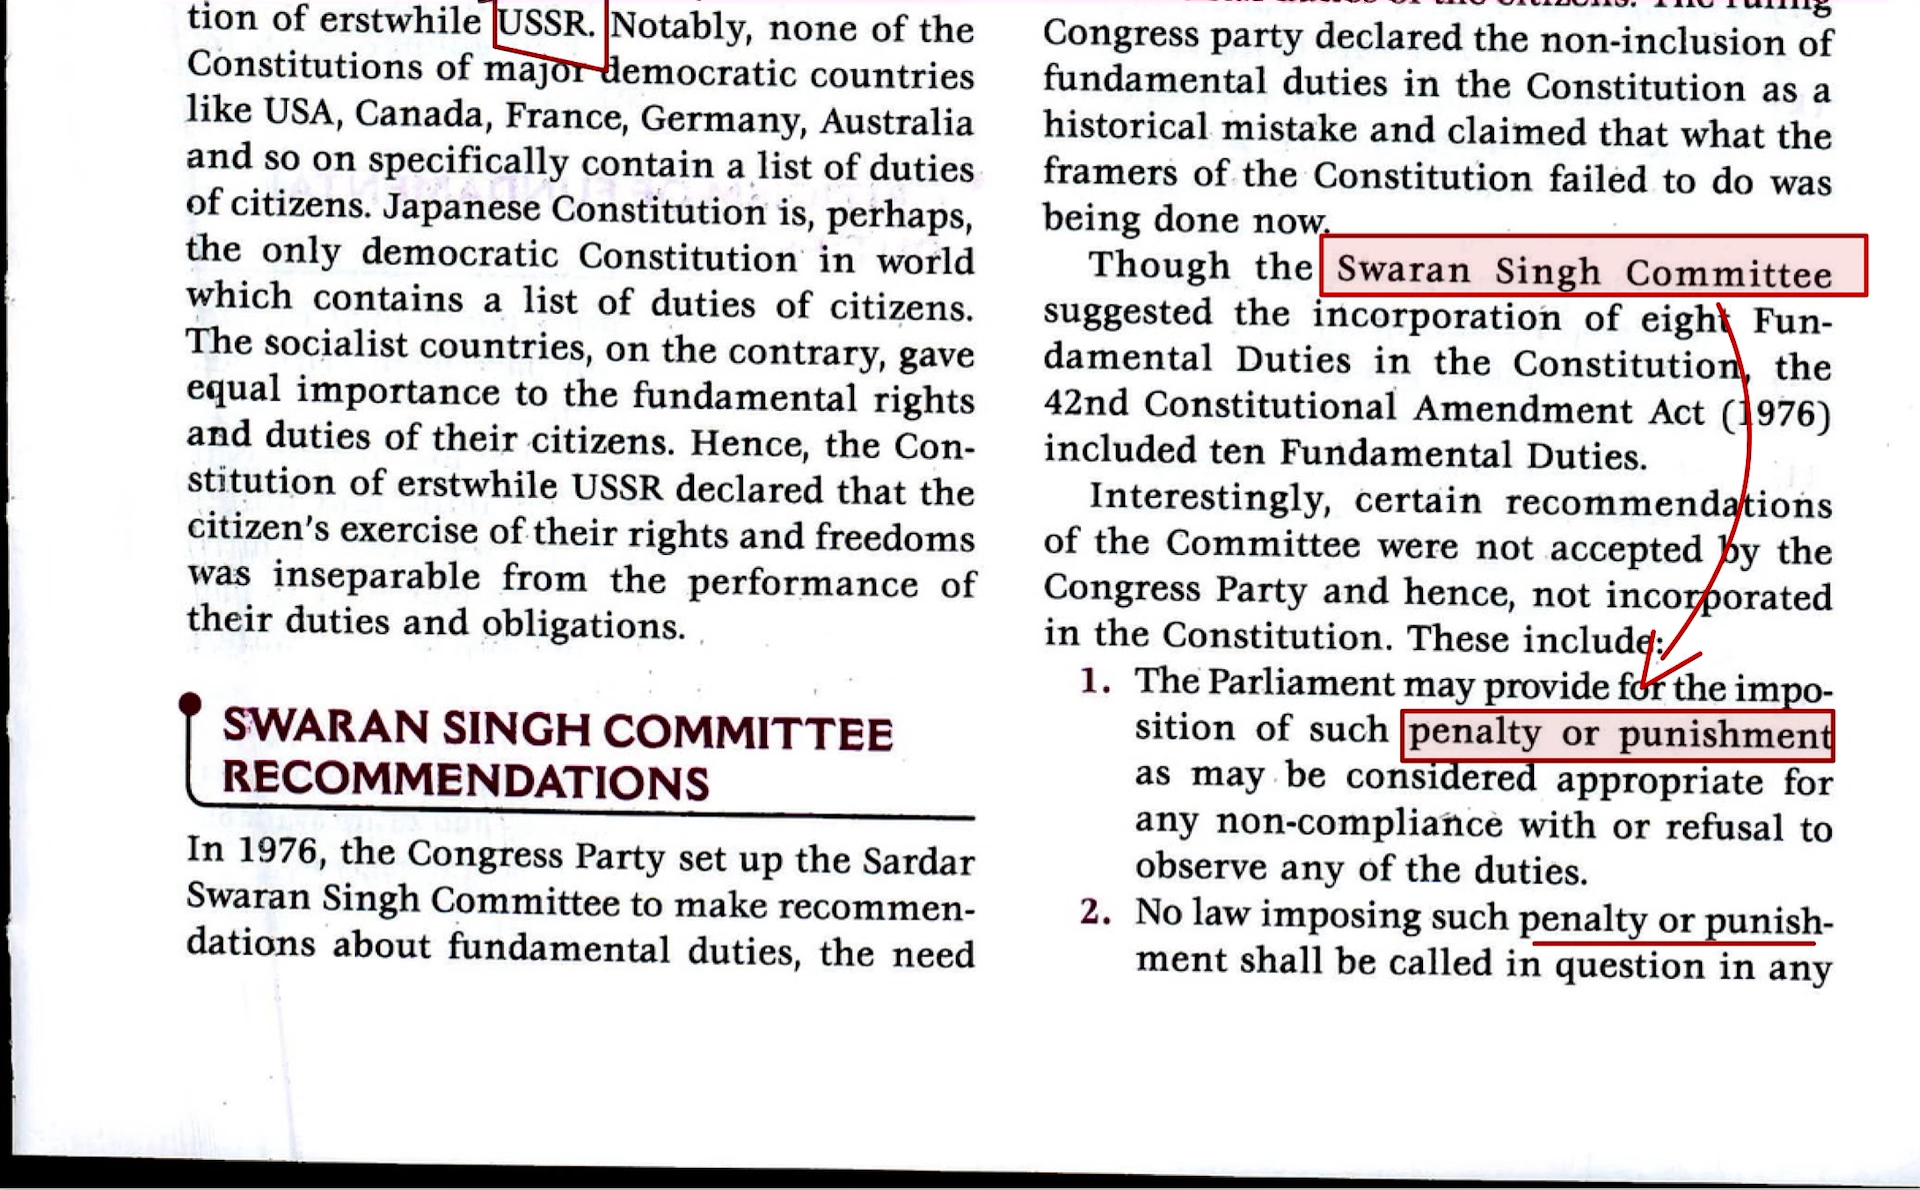 tion of erstwhile USSR. Notably, none of the
Constitutions of major democratic countries
like USA, Canada, France, Germany, Australia
and so on specifically contain a list of duties
of citizens. Japanese Constitution is, perhaps,
the only democratic Constitution in world
which contains a list of duties of citizens.
The socialist countries, on the contrary, gave
equal importance to the fundamental rights
and duties of their citizens. Hence, the Con-
stitution of erstwhile USSR declared that the
citizen's exercise of their rights and freedoms
was inseparable from the performance of
their duties and obligations.
SWARAN SINGH COMMITTEE
RECOMMENDATIONS
In 1976, the Congress Party set up the Sardar
Swaran Singh Committee to make recommen-
dations about fundamental duties, the need
Congress party declared the non-inclusion of
fundamental duties in the Constitution as a
historical mistake and claimed that what the
framers of the Constitution failed to do was
being done now.
Though the Swaran Singh Committee
suggested the incorporation of eight Fun-
damental Duties in the Constitution, the
42nd Constitutional Amendment Act (1976)
included ten Fundamental Duties.
Interestingly, certain recommendations
of the Committee were not accepted by the
Congress Party and hence, not incorporated
in the Constitution. These include:
1. The Parliament may provide for the impo-
sition of such penalty or punishment
as may be considered appropriate for
any non-compliance with or refusal to
observe any of the duties.
2. No law imposing such penalty or punish-
ment shall be called in question in any